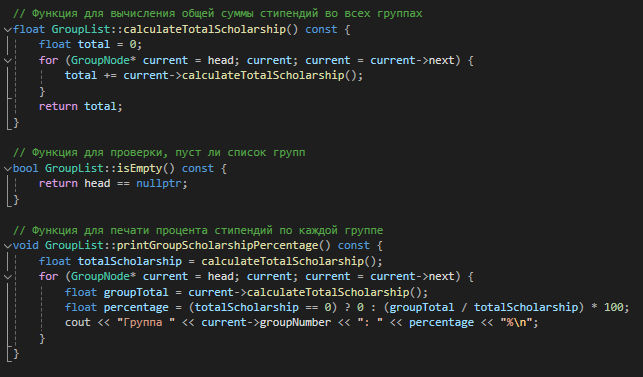 // Функция для вычисления общей суммы стипендий во всех группах
float GroupList::calculateTotalScholarship() const {
    float total = 0;
    for (GroupNode* current = head; current; current = current->next) {
        total += current->calculateTotalScholarship();
    }
    return total;
}

// Функция для проверки, пуст ли список групп
bool GroupList::isEmpty() const {
    return head == nullptr;
}

// Функция для печати процента стипендий по каждой группе
void GroupList::printGroupScholarshipPercentage() const {
    float totalScholarship = calculateTotalScholarship();
    for (GroupNode* current = head; current; current = current->next) {
        float groupTotal = current->calculateTotalScholarship();
        float percentage = (totalScholarship == 0) ? 0 : (groupTotal / totalScholarship) * 100;
        cout << "Группа " << current->groupNumber << ": " << percentage << "%\n";
    }
}